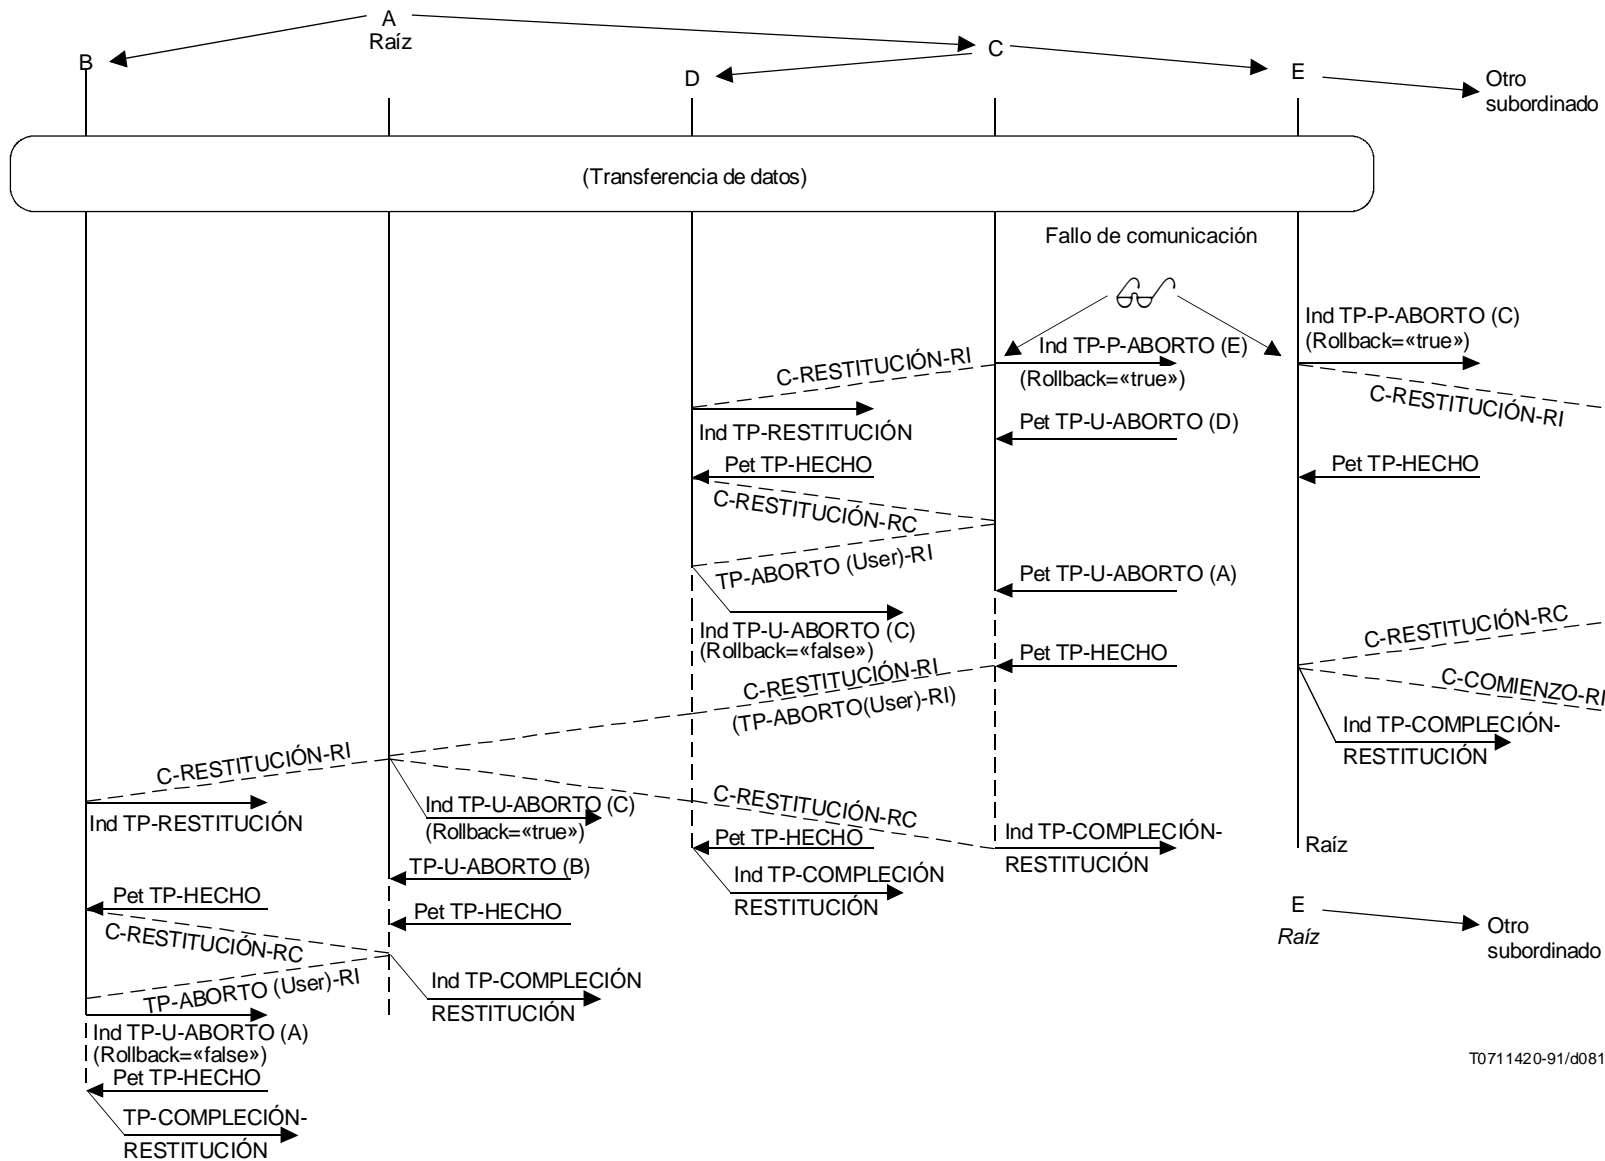 A
Raíz
B
C
D
E
Otro
subordinado
(Transferencia de datos)
Fallo de comunicación
Ind TP-P-ABORTO (C)
(Rollback=«true»)
Ind TP-P-ABORTO (E)
(Rollback=«true»)
C-RESTITUCIÓN-RI
C-RESTITUCIÓN-RI
Ind TP-RESTITUCIÓN
Pet TP-U-ABORTO (D)
Pet TP-HECHO
Pet TP-HECHO
C-RESTITUCIÓN-RC
TP-ABORTO (User)-RI
Pet TP-U-ABORTO (A)
Ind TP-U-ABORTO (C)
(Rollback=«false»)
C-RESTITUCIÓN-RC
Pet TP-HECHO
C-RESTITUCIÓN-RI
(TP-ABORTO(User)-RI)
C-COMIENZO-RI
Ind TP-COMPLECIÓN-
RESTITUCIÓN
C-RESTITUCIÓN-RI
Ind TP-RESTITUCIÓN
Ind TP-U-ABORTO (C)
(Rollback=«true»)
C-RESTITUCIÓN-RC
Pet TP-HECHO
Ind TP-COMPLECIÓN-
RESTITUCIÓN
Raíz
TP-U-ABORTO (B)
Ind TP-COMPLECIÓN
RESTITUCIÓN
Pet TP-HECHO
Pet TP-HECHO
E
Raíz
Otro
subordinado
C-RESTITUCIÓN-RC
TP-ABORTO (User)-RI
Ind TP-COMPLECIÓN
RESTITUCIÓN
Ind TP-U-ABORTO (A)
(Rollback=«false»)
Pet TP-HECHO
T0711420-91/d081
TP-COMPLECIÓN-
RESTITUCIÓN